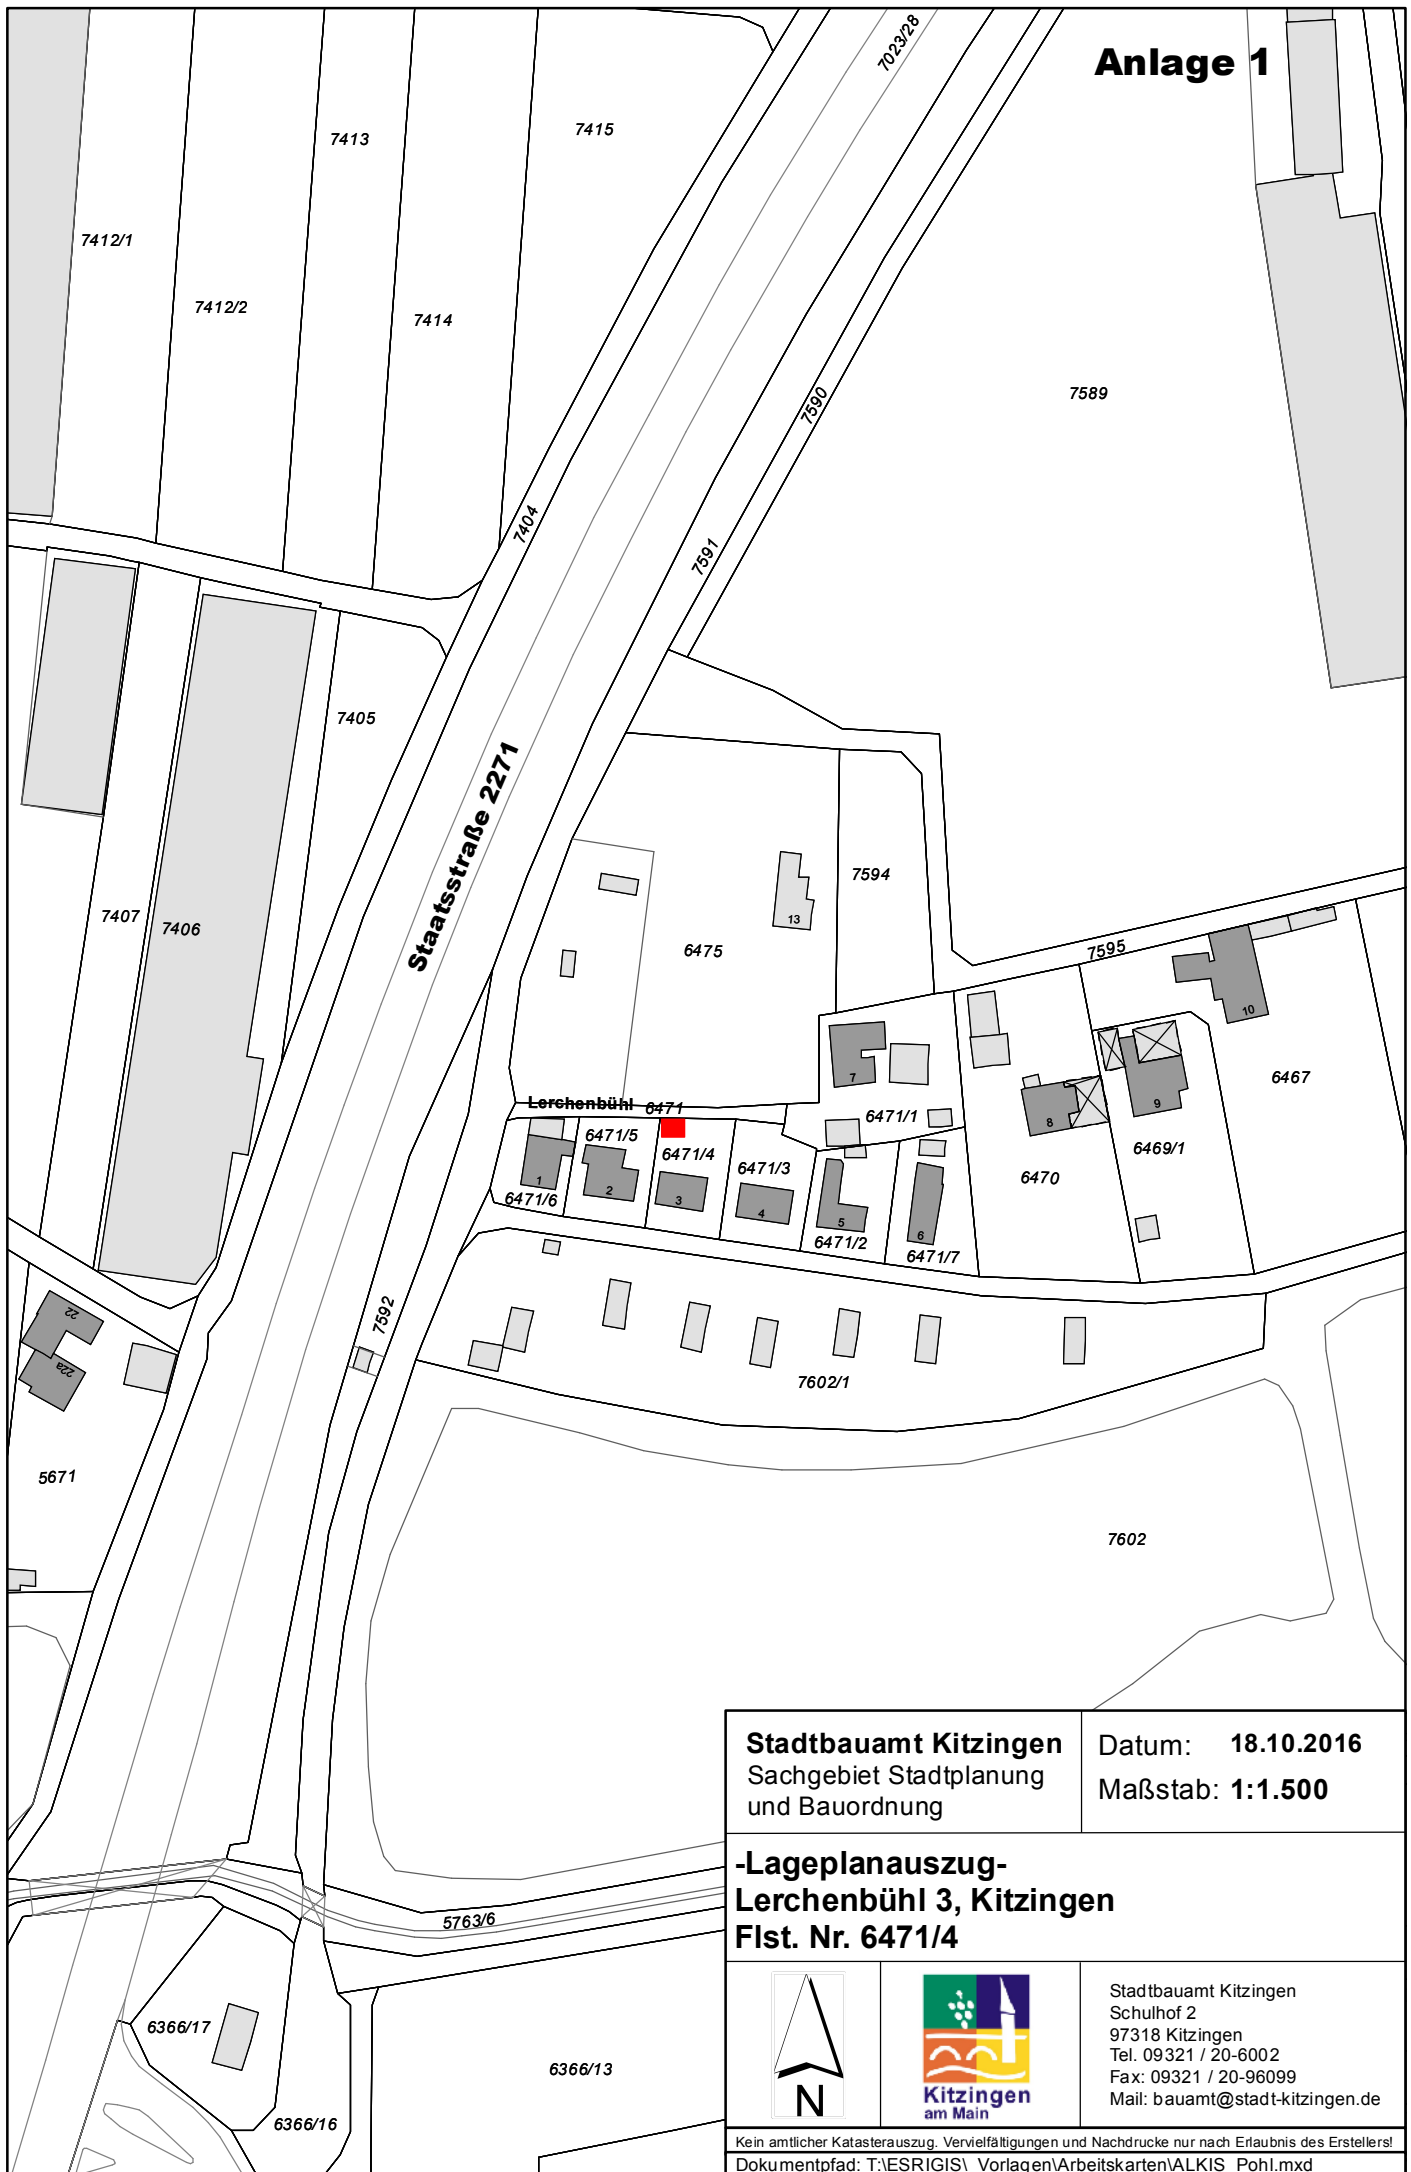 Anlage 1
7023/28
7415
7413
7412/1
7412/2
7414
7589
7590
7404
7591
7405
Staatsstraße 2271
7594
7407
7406
13
6475
7595
10
7
6467
Lerchenbühl 6471
6471/1
8
9
6471/5
6471/4
6471/3
6469/1
6470
1
2
3
4
5
6
6471/6
6471/2
6471/7
7592
22
22a
7602/1
5671
7602
5763/6
6366/17
6366/13
6366/16
Stadtbauamt Kitzingen
Sachgebiet Stadtplanung
und Bauordnung
Datum: 18.10.2016
Maßstab: 1:1.500
-Lageplanauszug-
Lerchenbühl 3, Kitzingen
Flst. Nr. 6471/4
N
Kitzingen
am Main
Stadtbauamt Kitzingen
Schulhof 2
97318 Kitzingen
Tel. 09321 / 20-6002
Fax: 09321 / 20-96099
Mail: bauamt@stadt-kitzingen.de
Kein amtlicher Katasterauszug. Vervielfältigungen und Nachdrucke nur nach Erlaubnis des Erstellers!
Dokumentpfad: T:\ESRIGIS\_Vorlagen\Arbeitskarten\ALKIS_Pohl.mxd